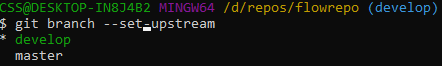 CSS@DESKTOP-IN8J4B2 MINGW64 /d/repos/flowrepo (develop)
$ git branch --set-upstream
* develop
master